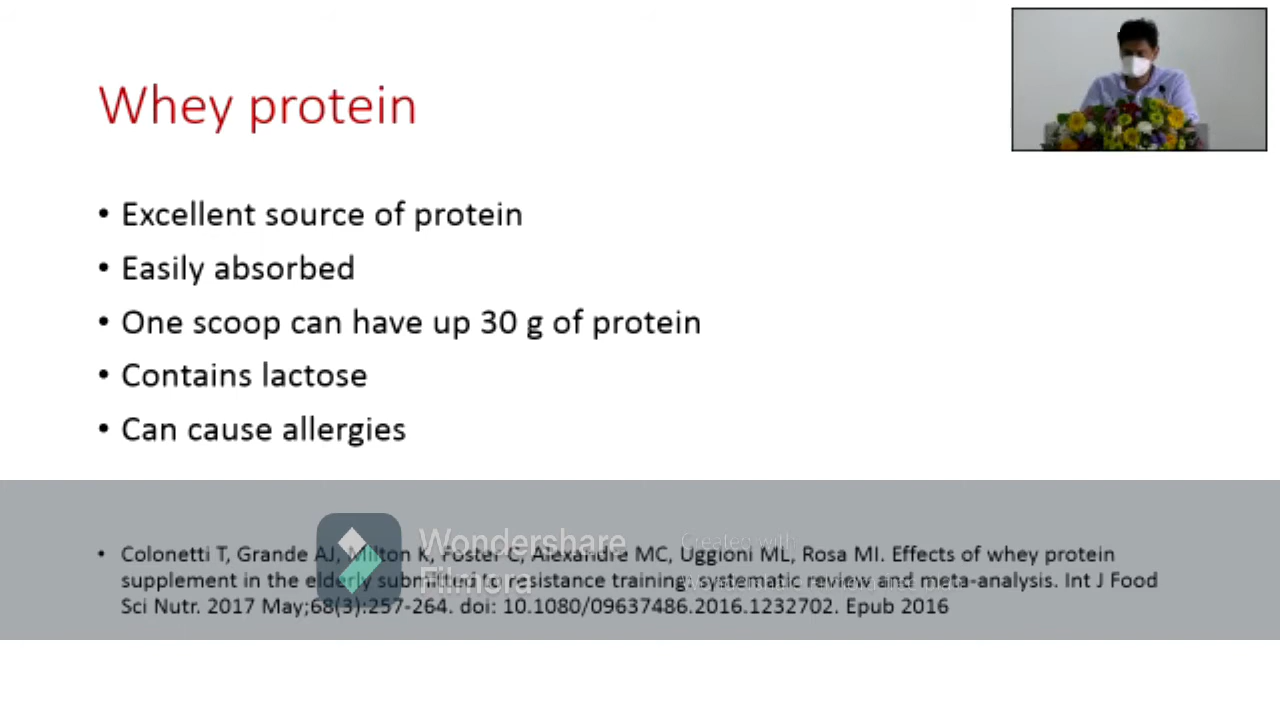 Whey protein
• Excellent source of protein
• Easily absorbed
• One scoop can have up 30 g of protein
• Contains lactose
• Can cause allergies
Wondershare
Filmora
Created with
• Colonetti T, Grande AJ, Milton K, Foster C, Alexandre MC, Uggioni ML, Rosa MI. Effects of whey protein
supplement in the elderly submitted to resistance training: systematic review and meta-analysis. Int J Food
Sci Nutr. 2017 May;68(3):257-264. doi: 10.1080/09637486.2016.1232702. Epub 2016